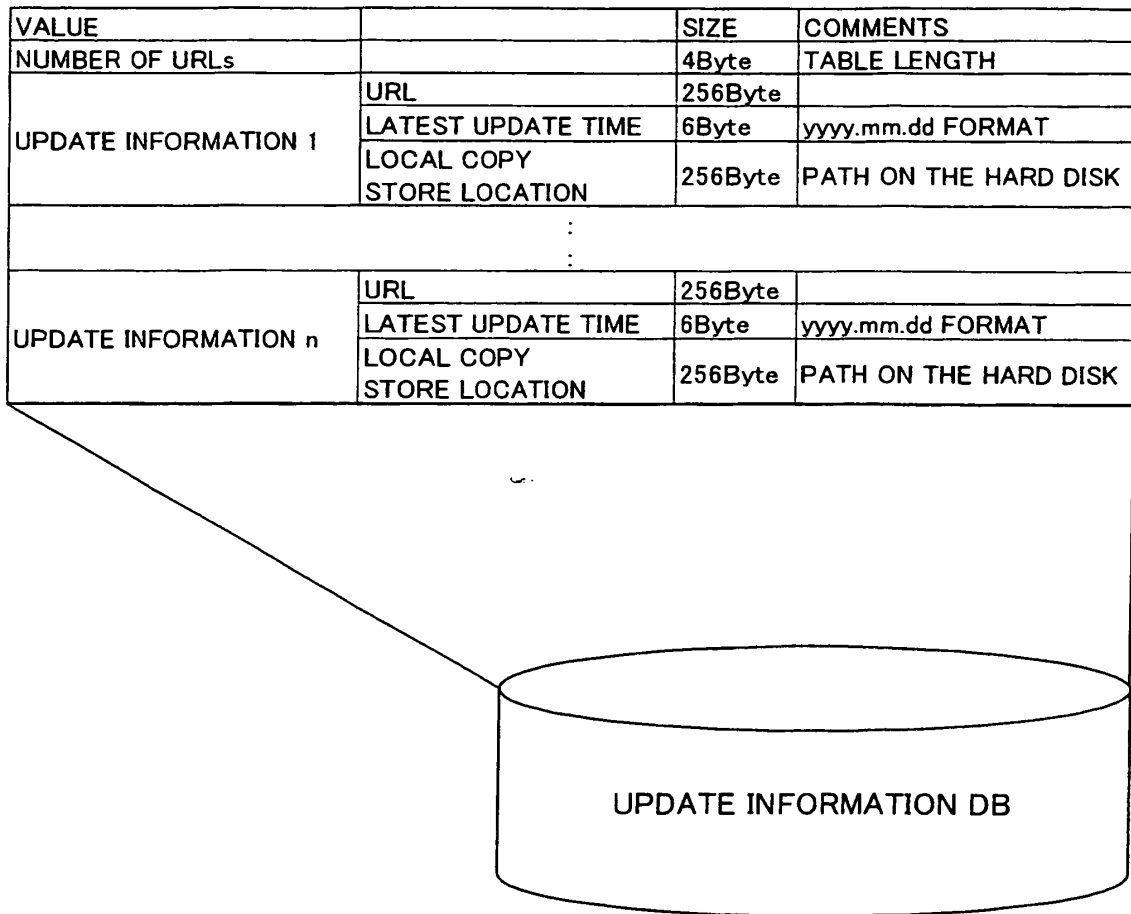 VALUE SIZE COMMENTS
NUMBER OF URLs 4Byte TABLE LENGTH
UPDATE INFORMATION 1
URL 256Byte
LATEST UPDATE TIME 6Byte yyyy.mm.dd FORMAT
LOCAL COPY
STORE LOCATION 256Byte PATH ON THE HARD DISK
:
:
UPDATE INFORMATION n
URL 256Byte
LATEST UPDATE TIME 6Byte yyyy.mm.dd FORMAT
LOCAL COPY
STORE LOCATION 256Byte PATH ON THE HARD DISK
UPDATE INFORMATION DB